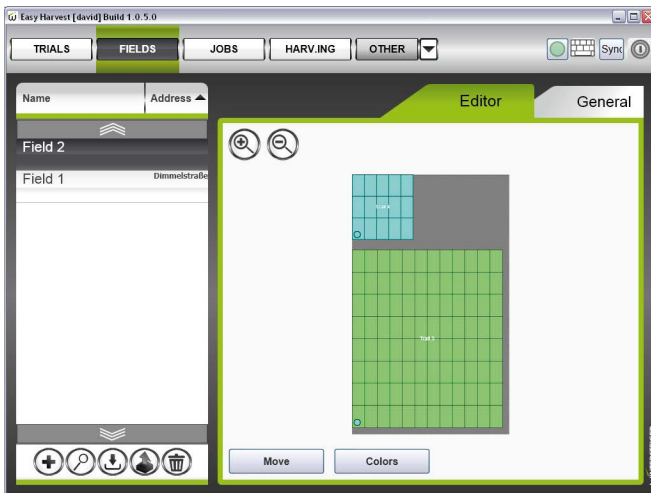 Easy Harvest [david] Build 1.0.5.0
TRIALS FIELDS JOBS HARV.ING OTHER Sync
Name Address
Editor General
Field 2
Field 1 Dimmelstraße
Move Colors